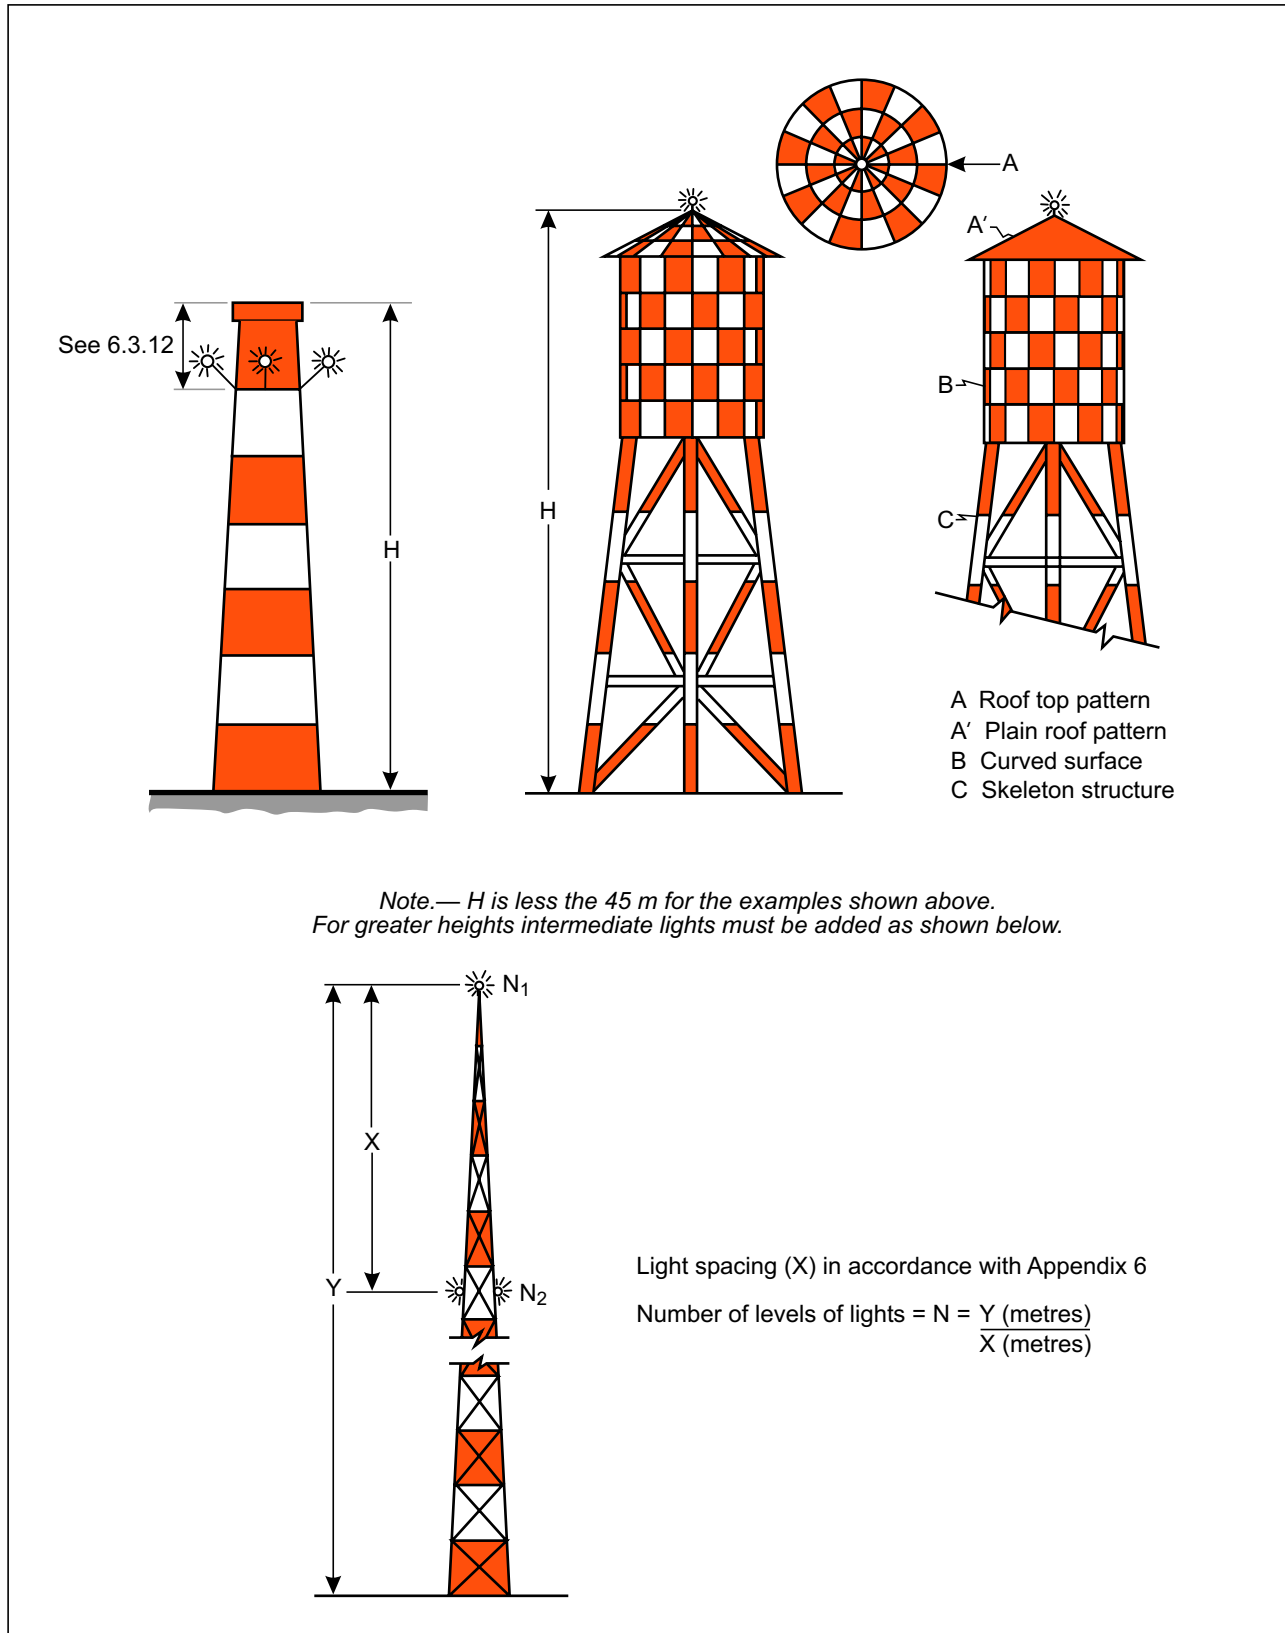 A
A′
See 6.3.12
B
H
H
C
A Roof top pattern
A′ Plain roof pattern
B Curved surface
C Skeleton structure
Note.— H is less the 45 m for the examples shown above.
For greater heights intermediate lights must be added as shown below.
N1
X
Y
N2
Light spacing (X) in accordance with Appendix 6
Number of levels of lights = N = Y (metres)
X (metres)